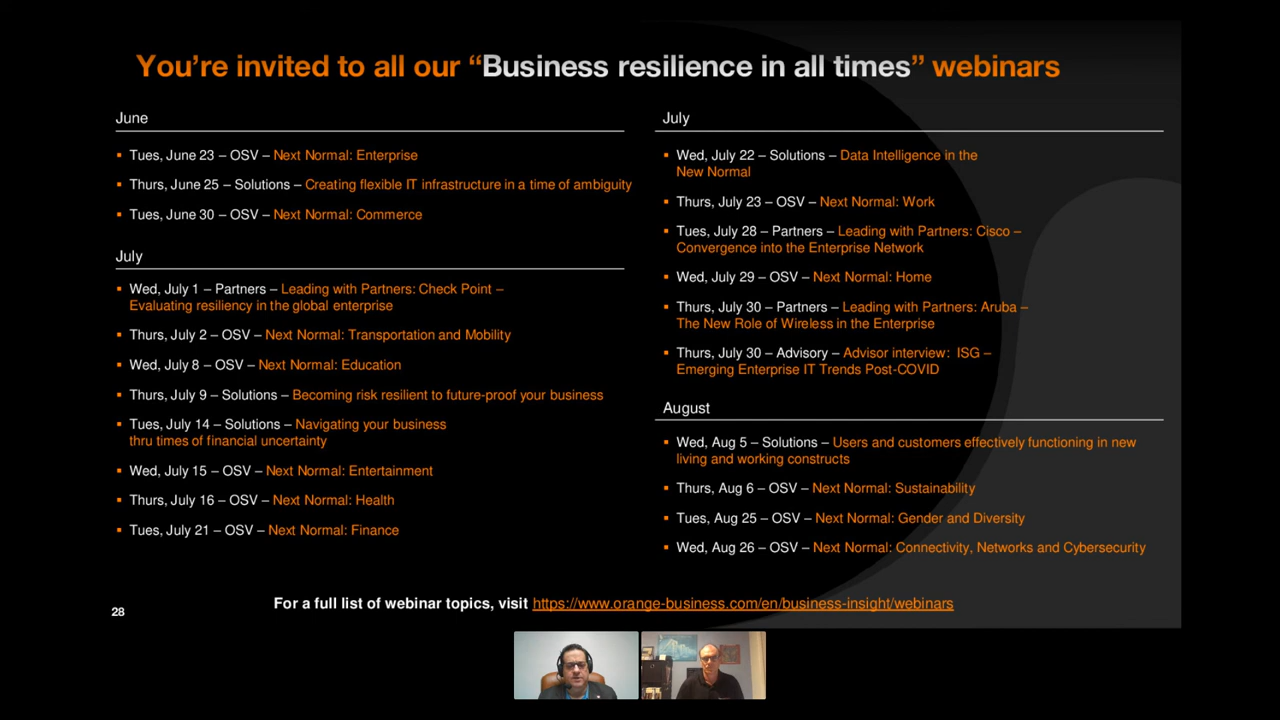 You're invited to all our “Business resilience in all times” webinars
June
▪ Tues, June 23 – OSV – Next Normal: Enterprise
▪ Thurs, June 25 – Solutions – Creating flexible IT infrastructure in a time of ambiguity
▪ Tues, June 30 – OSV – Next Normal: Commerce
July
▪ Wed, July 1 – Partners – Leading with Partners: Check Point –
Evaluating resiliency in the global enterprise
▪ Thurs, July 2 – OSV – Next Normal: Transportation and Mobility
▪ Wed, July 8 – OSV – Next Normal: Education
▪ Thurs, July 9 – Solutions – Becoming risk resilient to future-proof your business
▪ Tues, July 14 – Solutions – Navigating your business
thru times of financial uncertainty
▪ Wed, July 15 – OSV – Next Normal: Entertainment
▪ Thurs, July 16 – OSV – Next Normal: Health
▪ Tues, July 21 – OSV – Next Normal: Finance
July
▪ Wed, July 22 – Solutions – Data Intelligence in the
New Normal
▪ Thurs, July 23 – OSV – Next Normal: Work
▪ Tues, July 28 – Partners – Leading with Partners: Cisco –
Convergence into the Enterprise Network
▪ Wed, July 29 – OSV – Next Normal: Home
▪ Thurs, July 30 – Partners – Leading with Partners: Aruba –
The New Role of Wireless in the Enterprise
▪ Thurs, July 30 – Advisory – Advisor interview: ISG –
Emerging Enterprise IT Trends Post-COVID
August
▪ Wed, Aug 5 – Solutions – Users and customers effectively functioning in new
living and working constructs
▪ Thurs, Aug 6 – OSV – Next Normal: Sustainability
▪ Tues, Aug 25 – OSV – Next Normal: Gender and Diversity
▪ Wed, Aug 26 – OSV – Next Normal: Connectivity, Networks and Cybersecurity
For a full list of webinar topics, visit https://www.orange-business.com/en/business-insight/webinars
28